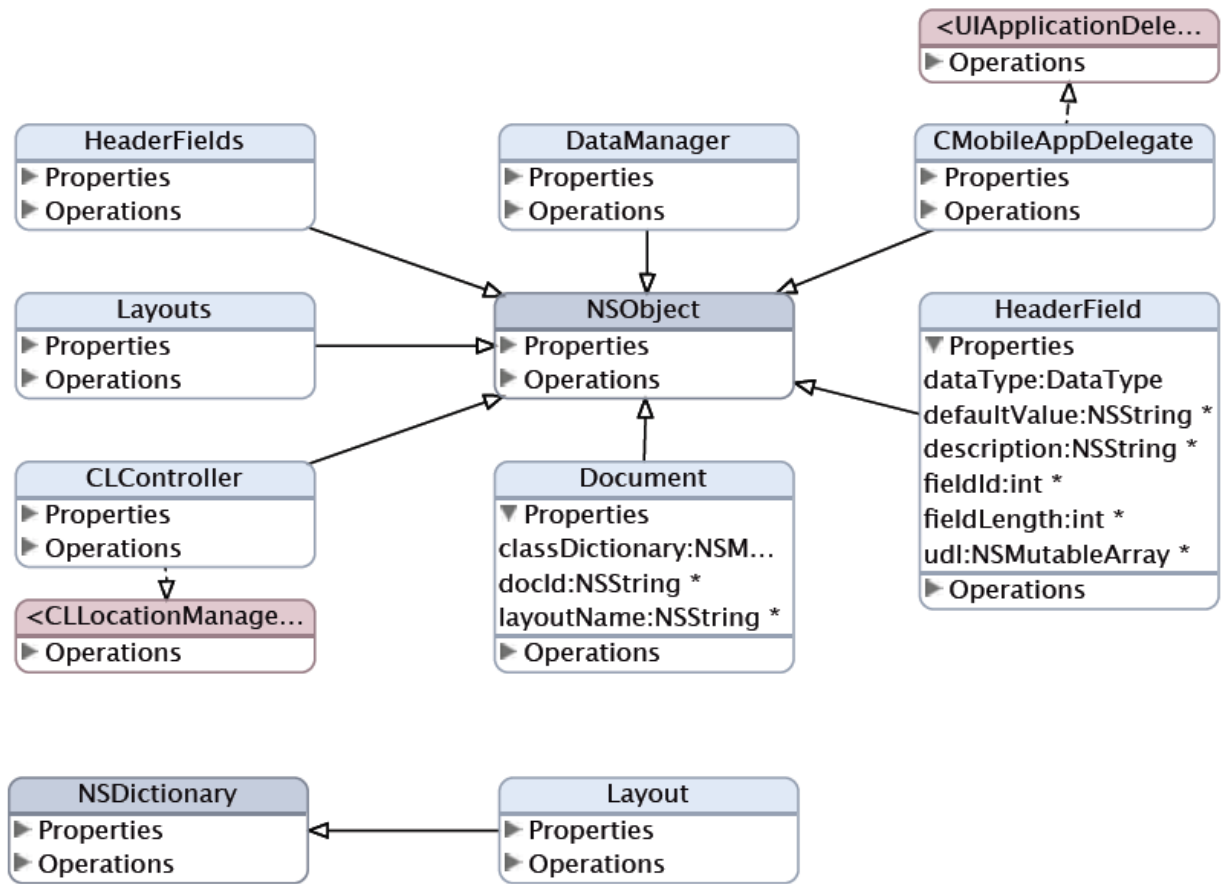 <UIApplicationDele...
Operations
HeaderFields
Properties
Operations
DataManager
Properties
Operations
CMobileAppDelegate
Properties
Operations
Layouts
Properties
Operations
NSObject
Properties
Operations
HeaderField
Properties
dataType:DataType
defaultValue:NSString *
description:NSString *
fieldId:int *
fieldLength:int *
udl:NSMutableArray *
Operations
CLController
Properties
Operations
<CLLocationManage...
Operations
Document
Properties
classDictionary:NSM...
docId:NSString *
layoutName:NSString *
Operations
NSDictionary
Properties
Operations
Layout
Properties
Operations